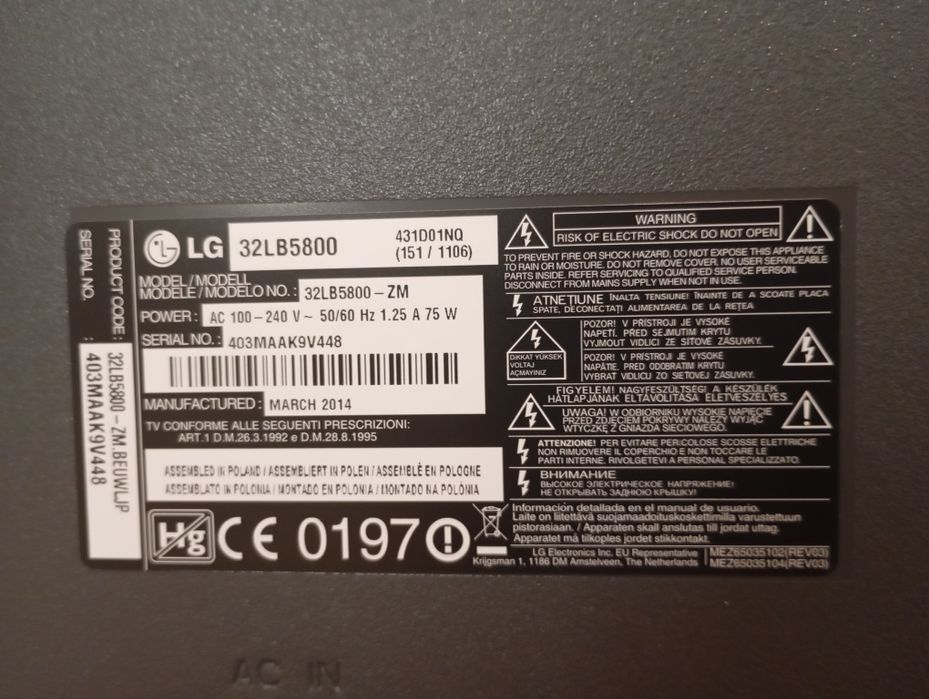 LG 32LB5800 431D01NQ
(151 / 1106)
MODEL / MODELL
MODÈLE / MODELO NO. : 32LB5800-ZM
POWER : AC 100-240 V ~ 50/60 Hz 1.25 A 75 W
SERIAL NO. : 403MAAK9V448
MANUFACTURED : MARCH 2014
TV CONFORME ALLE SEGUENTI PRESCRIZIONI:
ART.1 D.M.26.3.1992 e D.M.28.8.1995
ASSEMBLED IN POLAND / ASSEMBLIERT IN POLEN / ASSEMBLÉ EN POLOGNE
ASSEMBLATO IN POLONIA / MONTADO EN POLONIA / MONTADO NA POLÓNIA
Hg CE 0197
PRODUCT CODE : 32LB5800-ZM.BEUWLJP
SERIAL NO. : 403MAAK9V448
WARNING
RISK OF ELECTRIC SHOCK DO NOT OPEN
TO PREVENT FIRE OR SHOCK HAZARD, DO NOT EXPOSE THIS APPLIANCE
TO RAIN OR MOISTURE. DO NOT REMOVE COVER. NO USER SERVICEABLE
PARTS INSIDE. REFER SERVICING TO QUALIFIED SERVICE PERSON.
DISCONNECT FROM MAINS SUPPLY WHEN NOT IN USE.
ATNEŢIUNE ÎNALTA TENSIUNE! ÎNAINTE DE A SCOATE PLACA
SPATE, DECONECTAŢI ALIMENTAREA DE LA REŢEA
DİKKAT YÜKSEK
VOLTAJ
AÇMAYINIZ
POZOR! V PŘÍSTROJI JE VYSOKÉ
NAPĚTÍ. PŘED SEJMUTÍM KRYTU
VYJMOUT VIDLICI ZE SÍŤOVÉ ZÁSUVKY.
POZOR! V PRÍSTROJI JE VYSOKÉ
NAPÄTIE. PRED ODOBRATÍM KRYTU
VYBRAŤ VIDLICU ZO SIEŤOVEJ ZÁSUVKY.
FIGYELEM! NAGYFESZÜLTSÉG! A KÉSZÜLÉK
HÁTLAPJÁNAK ELTÁVOLÍTÁSA ÉLETVESZÉLYES
UWAGA! W ODBIORNIKU WYSOKIE NAPIĘCIE
PRZED ZDJĘCIEM POKRYWY NALEŻY WYJĄĆ
WTYCZKĘ Z GNIAZDA SIECIOWEGO.
ATTENZIONE! PER EVITARE PERICOLOSE SCOSSE ELETTRICHE
NON RIMUOVERE IL COPERCHIO E NON TOCCARE LE
PARTI INTERNE. RIVOLGETEVI A PERSONAL SPECIALIZZATO.
ВНИМАНИЕ
ВЫСОКОЕ ЭЛЕКТРИЧЕСКОЕ НАПРЯЖЕНИЕ!
НЕ ОТКРЫВАТЬ ЗАДНЮЮ КРЫШКУ!
Información detallada en el manual de usuario.
Laite on liitettävä suojamaadoituskoskettimilla varustettuun
pistorasiaan. / Apparaten skall anslutas till jordat uttag.
Apparatet må tilkoples jordet stikkontakt.
LG Electronics Inc. EU Representative
Krijgsman 1, 1186 DM Amstelveen, The Netherlands
MEZ65035102(REV03)
MEZ65035104(REV03)
AC IN